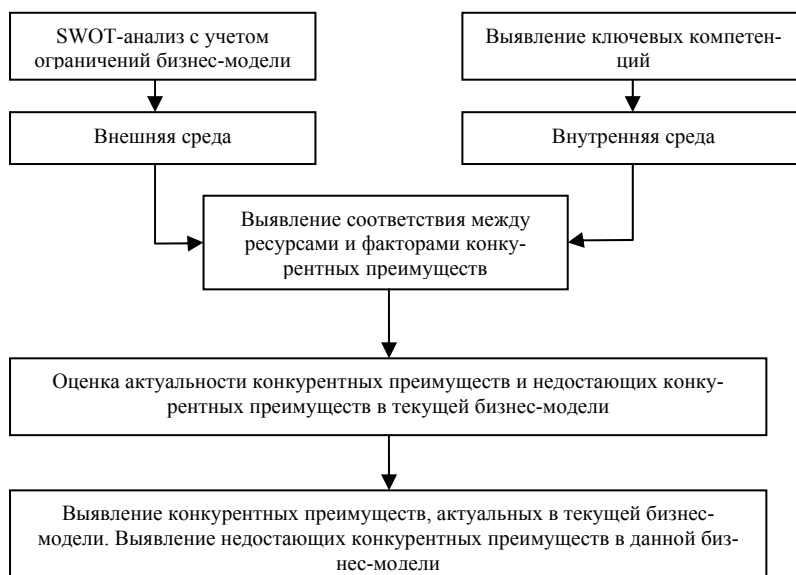 SWOT-анализ с учетом
ограничений бизнес-модели
Выявление ключевых компетен-
ций
Внешняя среда
Внутренняя среда
Выявление соответствия между
ресурсами и факторами конку-
рентных преимуществ
Оценка актуальности конкурентных преимуществ и недостающих конку-
рентных преимуществ в текущей бизнес-модели
Выявление конкурентных преимуществ, актуальных в текущей бизнес-
модели. Выявление недостающих конкурентных преимуществ в данной биз-
нес-модели